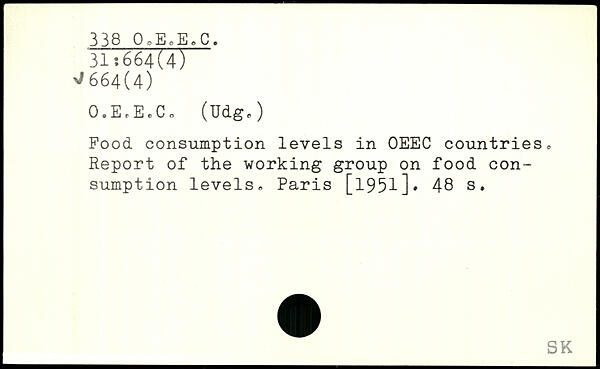 338 O.E.E.C.
31:664(4)
✓664(4)
O.E.E.C. (Udg.)
Food consumption levels in OEEC countries.
Report of the working group on food con-
sumption levels. Paris [1951]. 48 s.
SK